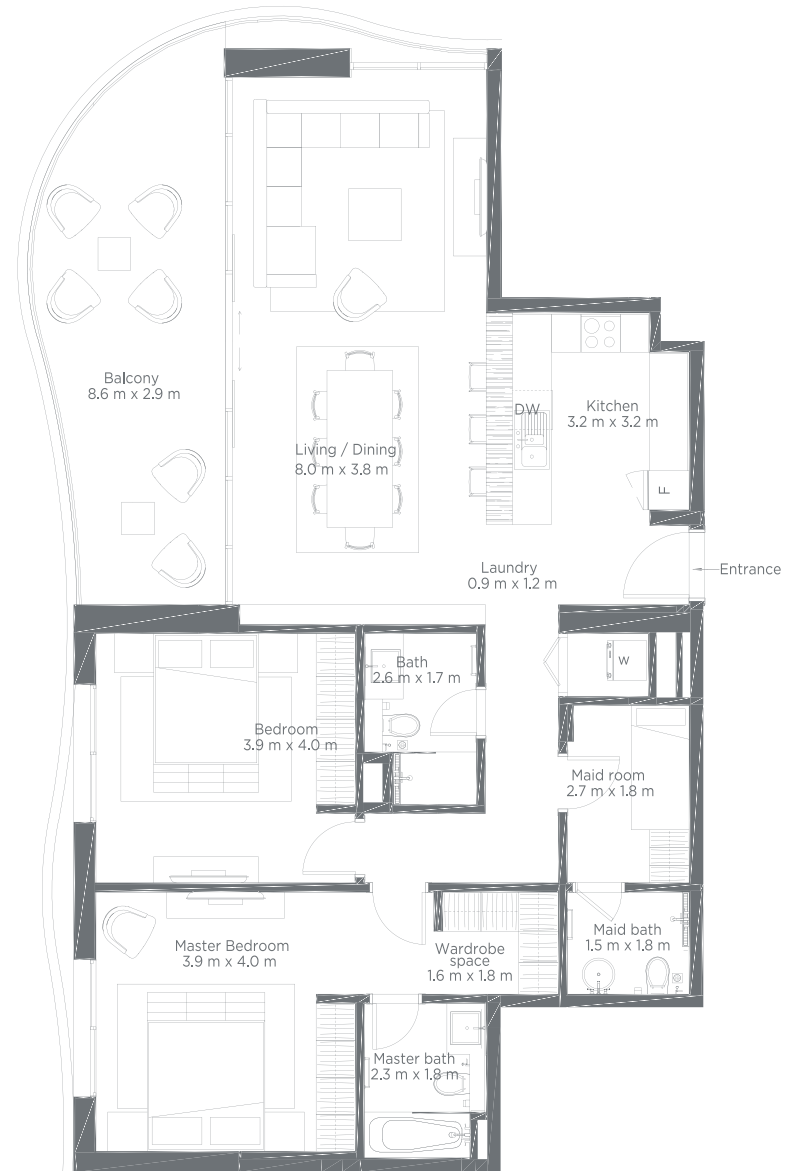 Balcony
8.6 m x 2.9 m
DW
Kitchen
3.2 m x 3.2 m
Living / Dining
8.0 m x 3.8 m
F
Laundry
0.9 m x 1.2 m
Entrance
W
Bath
2.6 m x 1.7 m
Bedroom
3.9 m x 4.0 m
Maid room
2.7 m x 1.8 m
Maid bath
1.5 m x 1.8 m
Master Bedroom
3.9 m x 4.0 m
Wardrobe
space
1.6 m x 1.8 m
Master bath
2.3 m x 1.8 m